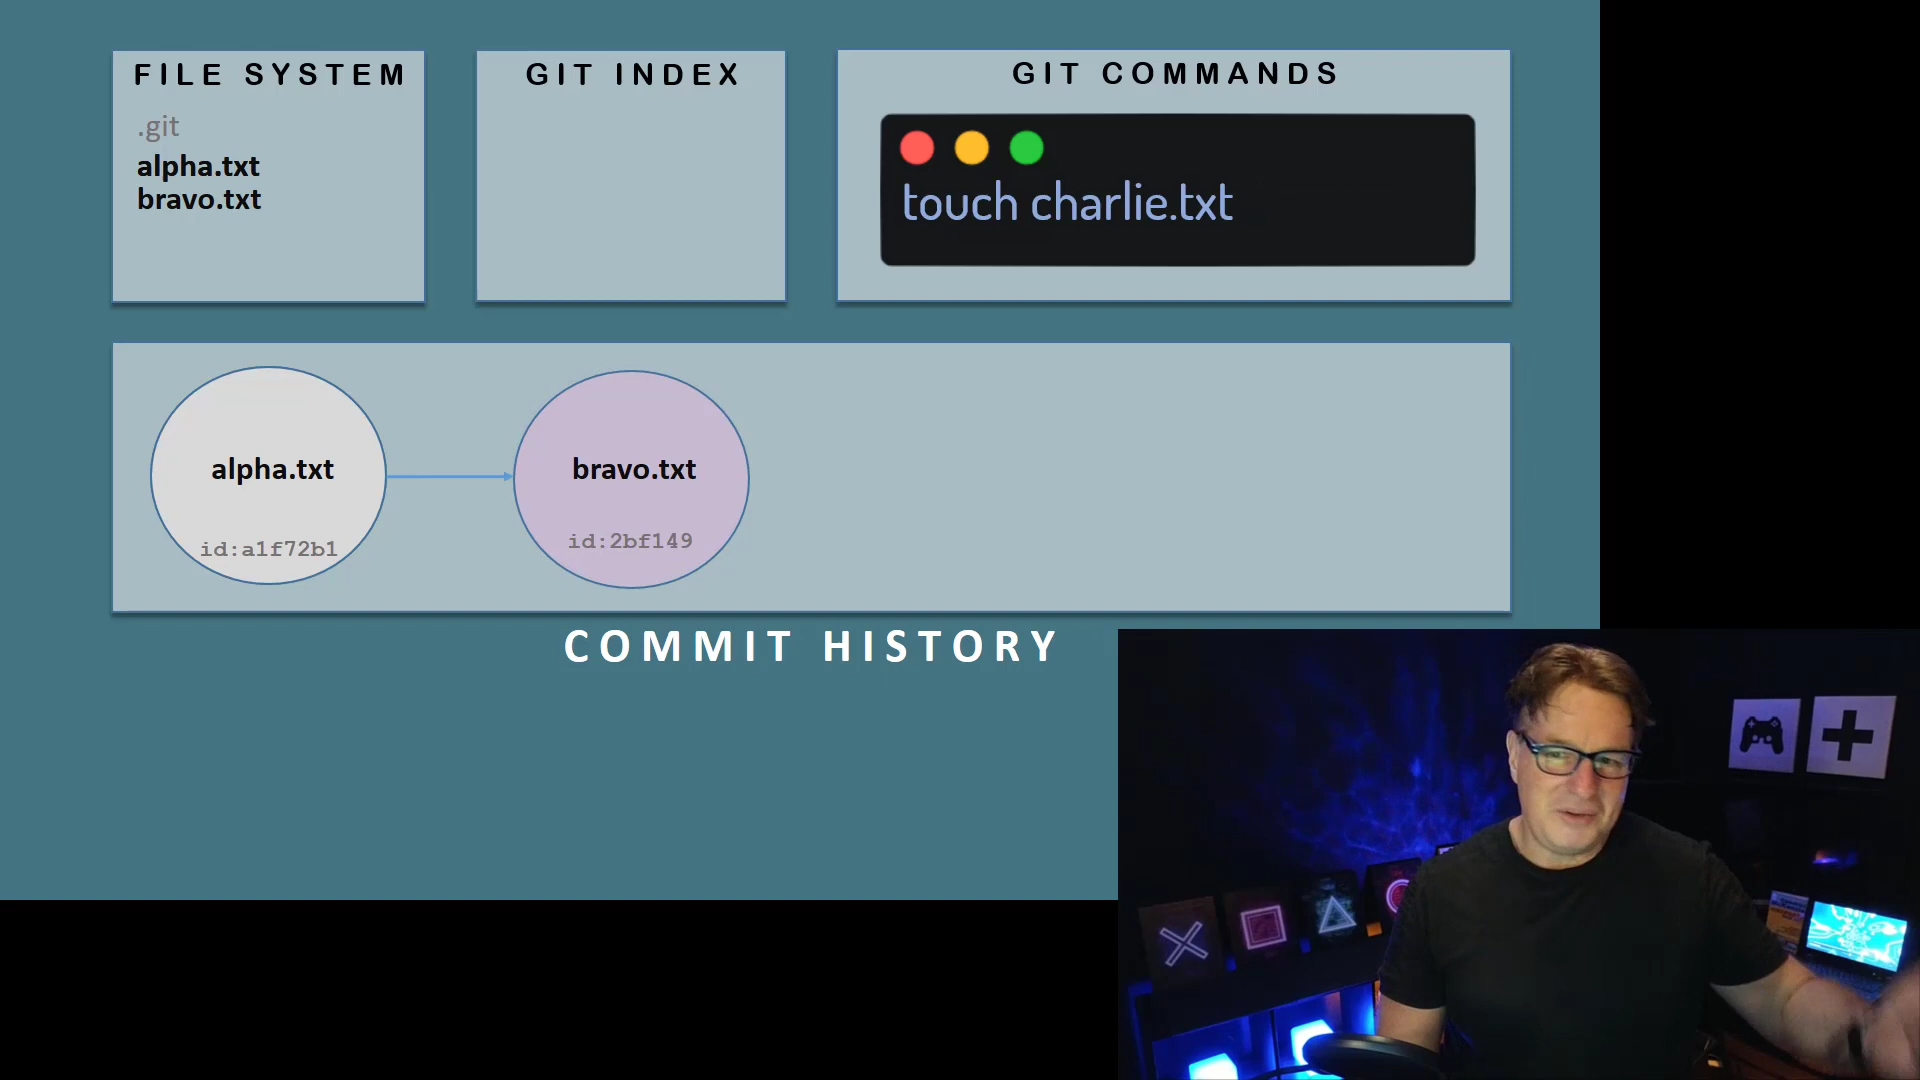 FILE SYSTEM
.git
alpha.txt
bravo.txt
GIT INDEX
GIT COMMANDS
touch charlie.txt
alpha.txt
id:a1f72b1
bravo.txt
id:2bf149
COMMIT HISTORY